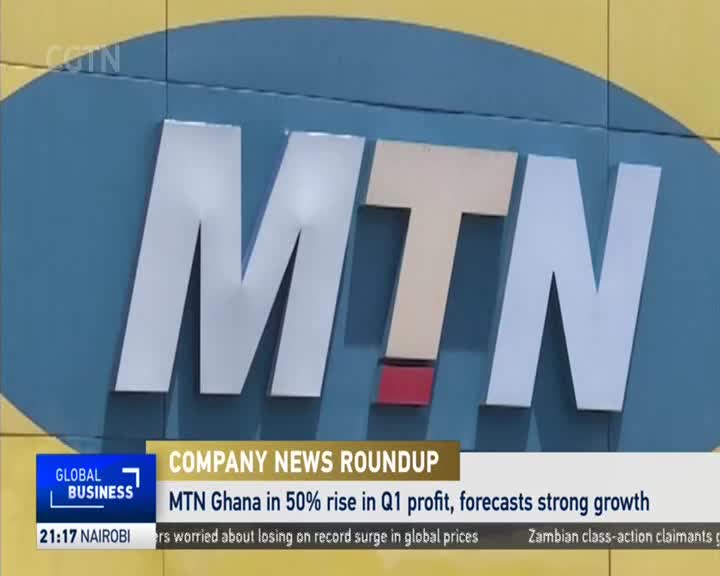 CGTN
MTN
COMPANY NEWS ROUNDUP
GLOBAL
BUSINESS
MTN Ghana in 50% rise in Q1 profit, forecasts strong growth
21:17 NAIROBI
ers worried about losing on record surge in global prices Zambian class-action claimants